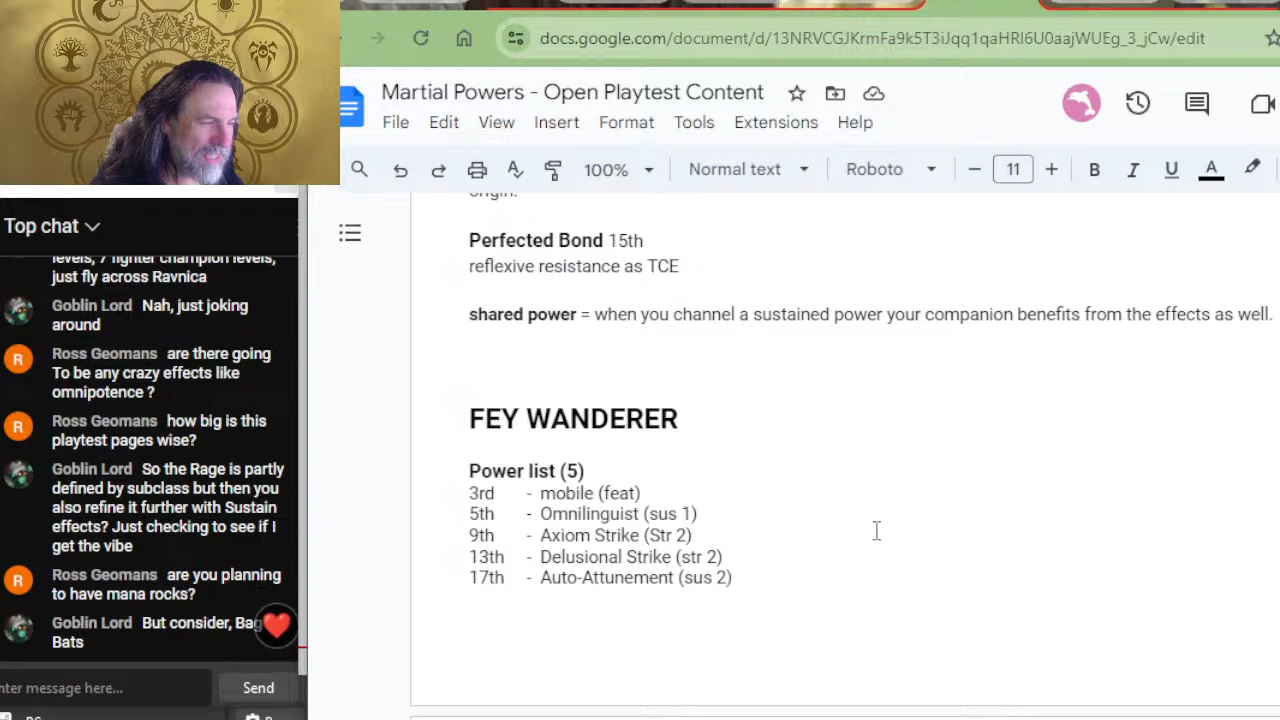 docs.google.com/document/d/13NRVCGJKrmFa9k5T3iJqq1qaHRl6U0aajWUEg_3_jCw/edit
Martial Powers - Open Playtest Content
File Edit View Insert Format Tools Extensions Help
100% Normal text Roboto 11 B I U A
origin.
Perfected Bond 15th
reflexive resistance as TCE
shared power = when you channel a sustained power your companion benefits from the effects as well.
FEY WANDERER
Power list (5)
3rd - mobile (feat)
5th - Omnilinguist (sus 1)
9th - Axiom Strike (Str 2)
13th - Delusional Strike (str 2)
17th - Auto-Attunement (sus 2)
Top chat
levels, 7 fighter champion levels,
just fly across Ravnica
Goblin Lord Nah, just joking
around
R Ross Geomans are there going
To be any crazy effects like
omnipotence ?
R Ross Geomans how big is this
playtest pages wise?
Goblin Lord So the Rage is partly
defined by subclass but then you
also refine it further with Sustain
effects? Just checking to see if I
get the vibe
R Ross Geomans are you planning
to have mana rocks?
Goblin Lord But consider, Bag
Bats
nter message here... Send